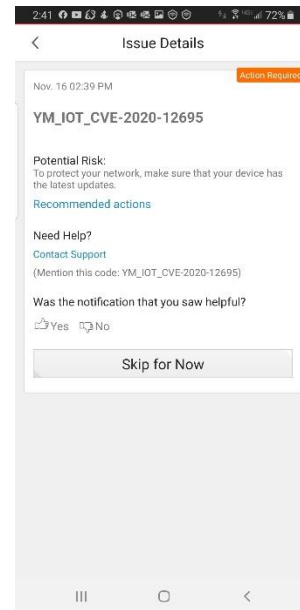 2:41 72%
Issue Details
Action Required
Nov. 16 02:39 PM
YM_IOT_CVE-2020-12695
Potential Risk:
To protect your network, make sure that your device has
the latest updates.
Recommended actions
Need Help?
Contact Support
(Mention this code: YM_IOT_CVE-2020-12695)
Was the notification that you saw helpful?
Yes No
Skip for Now